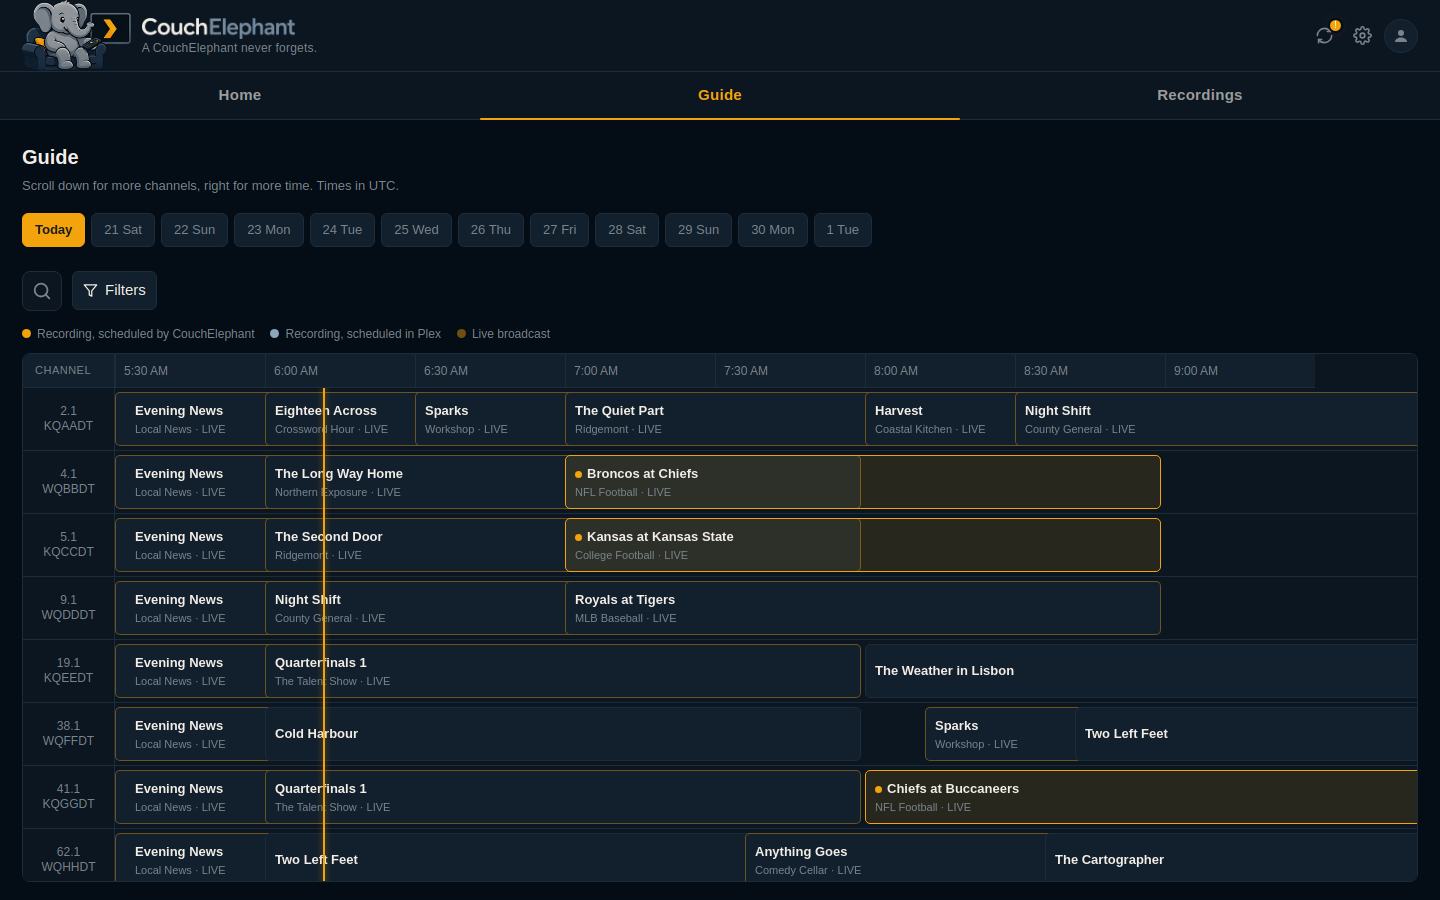 CouchElephant
A CouchElephant never forgets.
Home
Guide
Recordings
Guide
Scroll down for more channels, right for more time. Times in UTC.
Today
21 Sat
22 Sun
23 Mon
24 Tue
25 Wed
26 Thu
27 Fri
28 Sat
29 Sun
30 Mon
1 Tue
Filters
Recording, scheduled by CouchElephant
Recording, scheduled in Plex
Live broadcast
CHANNEL
5:30 AM
6:00 AM
6:30 AM
7:00 AM
7:30 AM
8:00 AM
8:30 AM
9:00 AM
2.1
KQAADT
Evening News
Local News · LIVE
Eighteen Across
Crossword Hour · LIVE
Sparks
Workshop · LIVE
The Quiet Part
Ridgemont · LIVE
Harvest
Coastal Kitchen · LIVE
Night Shift
County General · LIVE
4.1
WQBBDT
Evening News
Local News · LIVE
The Long Way Home
Northern Exposure · LIVE
Broncos at Chiefs
NFL Football · LIVE
5.1
KQCCDT
Evening News
Local News · LIVE
The Second Door
Ridgemont · LIVE
Kansas at Kansas State
College Football · LIVE
9.1
WQDDDT
Evening News
Local News · LIVE
Night Shift
County General · LIVE
Royals at Tigers
MLB Baseball · LIVE
19.1
KQEEDT
Evening News
Local News · LIVE
Quarterfinals 1
The Talent Show · LIVE
The Weather in Lisbon
38.1
WQFFDT
Evening News
Local News · LIVE
Cold Harbour
Sparks
Workshop · LIVE
Two Left Feet
41.1
KQGGDT
Evening News
Local News · LIVE
Quarterfinals 1
The Talent Show · LIVE
Chiefs at Buccaneers
NFL Football · LIVE
62.1
WQHHDT
Evening News
Local News · LIVE
Two Left Feet
Anything Goes
Comedy Cellar · LIVE
The Cartographer